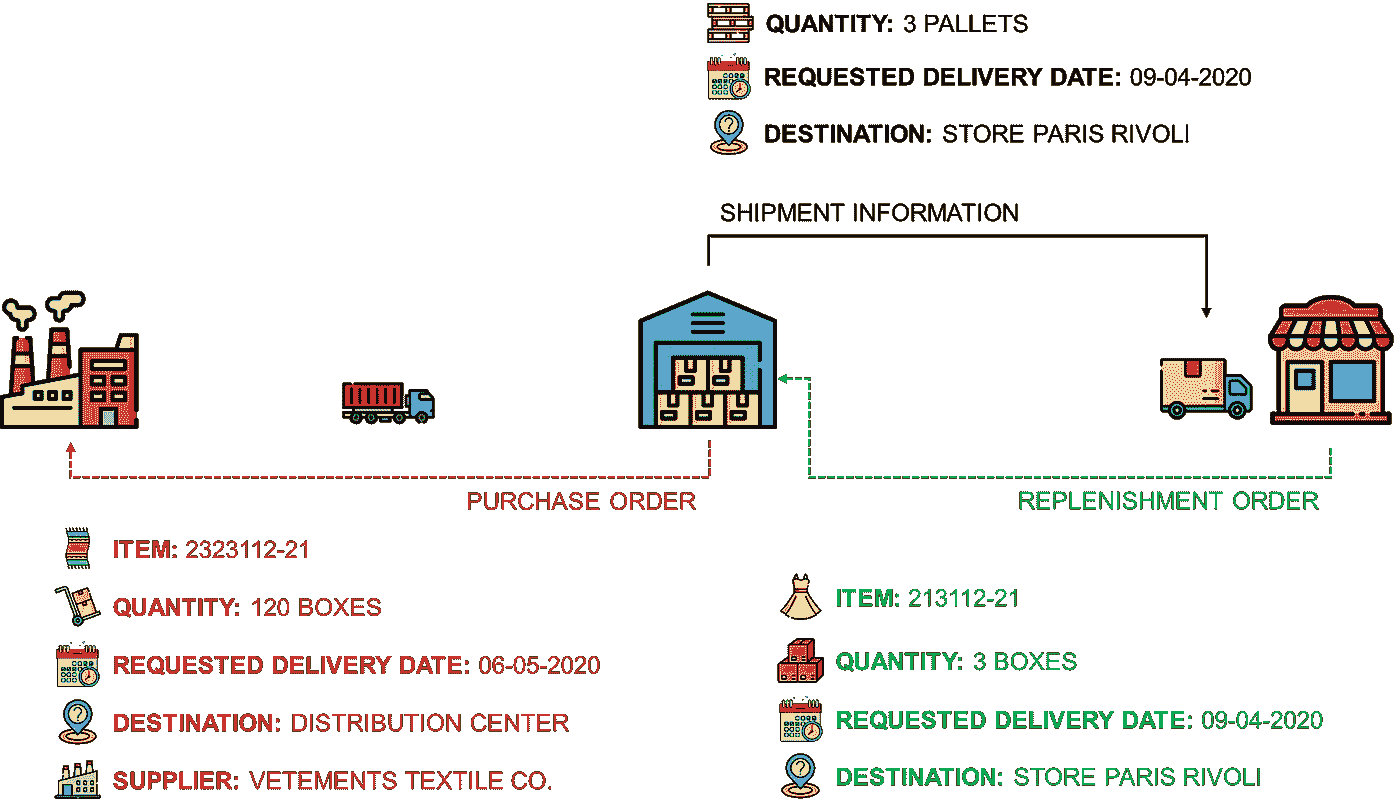 QUANTITY: 3 PALLETS
REQUESTED DELIVERY DATE: 09-04-2020
DESTINATION: STORE PARIS RIVOLI
SHIPMENT INFORMATION
PURCHASE ORDER
ITEM: 2323112-21
QUANTITY: 120 BOXES
REQUESTED DELIVERY DATE: 06-05-2020
DESTINATION: DISTRIBUTION CENTER
SUPPLIER: VETEMENTS TEXTILE CO.
REPLENISHMENT ORDER
ITEM: 213112-21
QUANTITY: 3 BOXES
REQUESTED DELIVERY DATE: 09-04-2020
DESTINATION: STORE PARIS RIVOLI